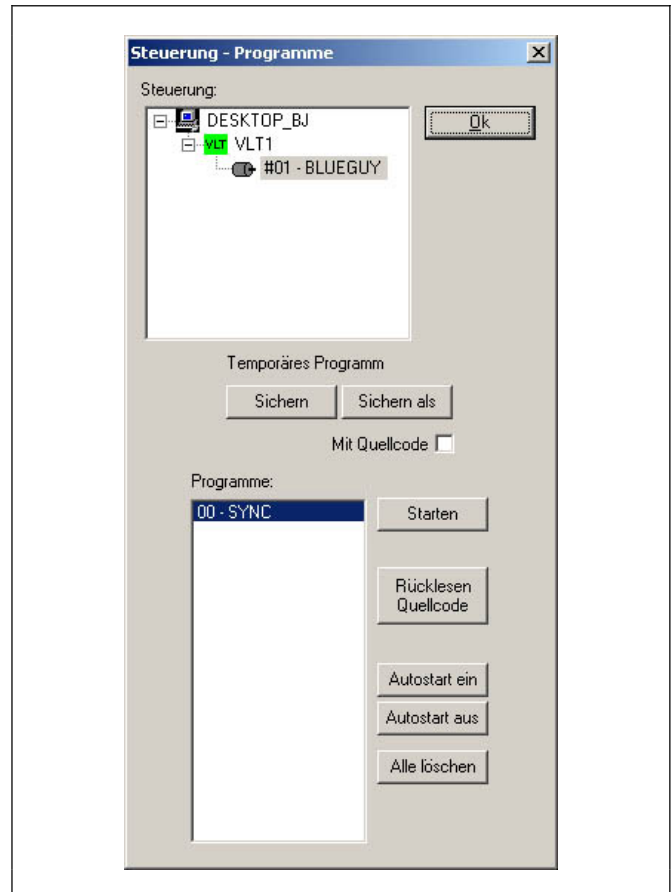 Steuerung - Programme
Steuerung:
DESKTOP_BJ
Ok
VLT VLT1
#01 - BLUEGUY
Temporäres Programm
Sichern
Sichern als
Mit Quellcode
Programme:
00 - SYNC
Starten
Rücklesen
Quellcode
Autostart ein
Autostart aus
Alle löschen